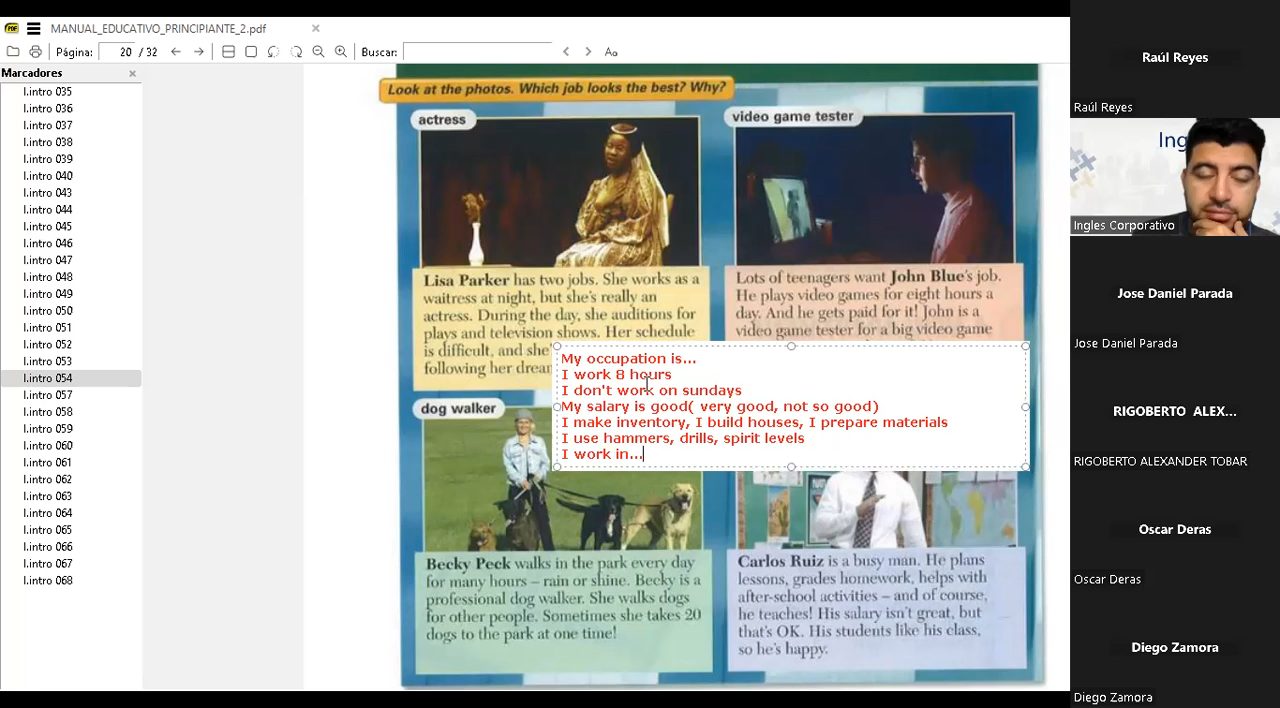 MANUAL_EDUCATIVO_PRINCIPIANTE_2.pdf
Página: 20 / 32 Buscar: Aa
Marcadores
I.intro 035
I.intro 036
I.intro 037
I.intro 038
I.intro 039
I.intro 040
I.intro 043
I.intro 044
I.intro 045
I.intro 046
I.intro 047
I.intro 048
I.intro 049
I.intro 050
I.intro 051
I.intro 052
I.intro 053
I.intro 054
I.intro 057
I.intro 058
I.intro 059
I.intro 060
I.intro 061
I.intro 062
I.intro 063
I.intro 064
I.intro 065
I.intro 066
I.intro 067
I.intro 068
Look at the photos. Which job looks the best? Why?
actress
Lisa Parker has two jobs. She works as a
waitress at night, but she's really an
actress. During the day, she auditions for
plays and television shows. Her schedule
is difficult, and she'
following her drea
video game tester
Lots of teenagers want John Blue's job.
He plays video games for eight hours a
day. And he gets paid for it! John is a
video game tester for a big video game
My occupation is...
I work 8 hours
I don't work on sundays
My salary is good( very good, not so good)
I make inventory, I build houses, I prepare materials
I use hammers, drills, spirit levels
I work in...
dog walker
Becky Peck walks in the park every day
for many hours – rain or shine. Becky is a
professional dog walker. She walks dogs
for other people. Sometimes she takes 20
dogs to the park at one time!
Carlos Ruiz is a busy man. He plans
lessons, grades homework, helps with
after-school activities – and of course,
he teaches! His salary isn't great, but
that's OK. His students like his class,
so he's happy.
Raúl Reyes
Raúl Reyes
Ing
Ingles Corporativo
Jose Daniel Parada
Jose Daniel Parada
RIGOBERTO ALEX...
RIGOBERTO ALEXANDER TOBAR
Oscar Deras
Oscar Deras
Diego Zamora
Diego Zamora